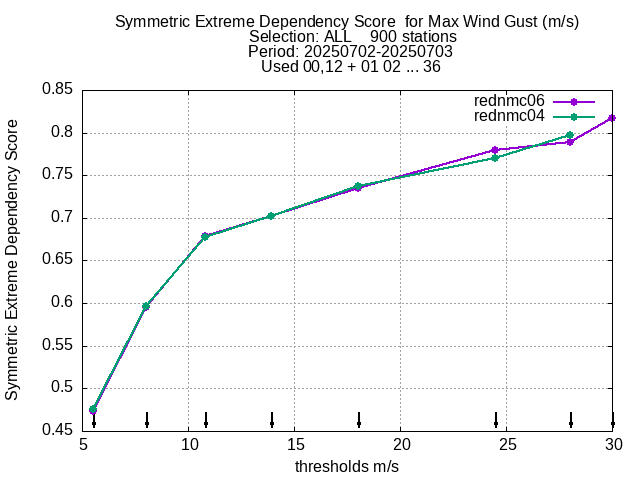 Symmetric Extreme Dependency Score  for Max Wind Gust (m/s)
Selection: ALL    900 stations
Period: 20250702-20250703
Used 00,12 + 01 02 ... 36
rednmc06
rednmc04
Symmetric Extreme Dependency Score
0.85
0.8
0.75
0.7
0.65
0.6
0.55
0.5
0.45
5 10 15 20 25 30
thresholds m/s